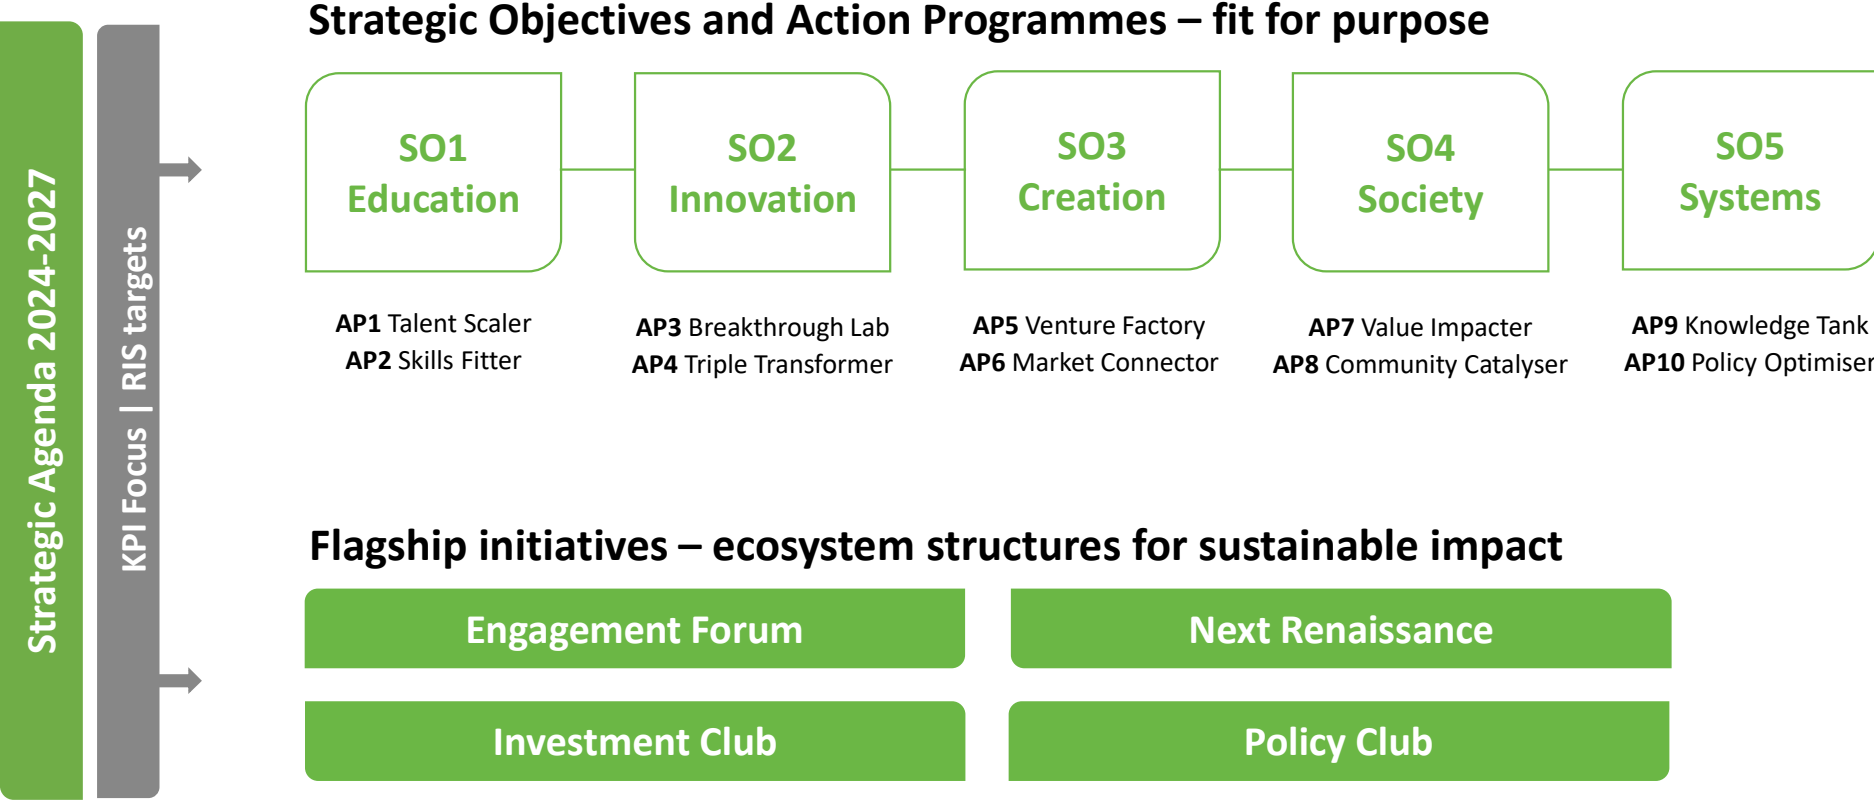 Strategic Agenda 2024-2027
KPI Focus | RIS targets
Strategic Objectives and Action Programmes – fit for purpose
SO1
Education
SO2
Innovation
SO3
Creation
SO4
Society
SO5
Systems
AP1 Talent Scaler
AP2 Skills Fitter
AP3 Breakthrough Lab
AP4 Triple Transformer
AP5 Venture Factory
AP6 Market Connector
AP7 Value Impacter
AP8 Community Catalyser
AP9 Knowledge Tank
AP10 Policy Optimiser
Flagship initiatives – ecosystem structures for sustainable impact
Engagement Forum
Next Renaissance
Investment Club
Policy Club